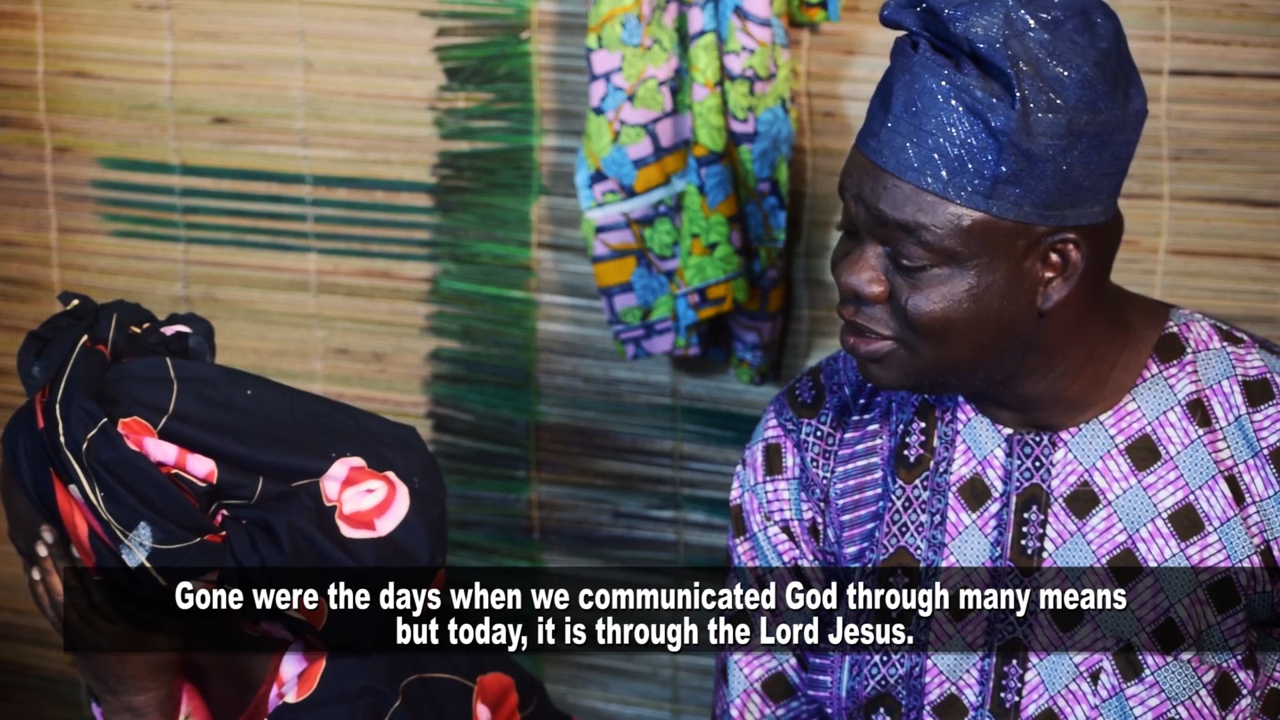 Gone were the days when we communicated God through many means
but today, it is through the Lord Jesus.